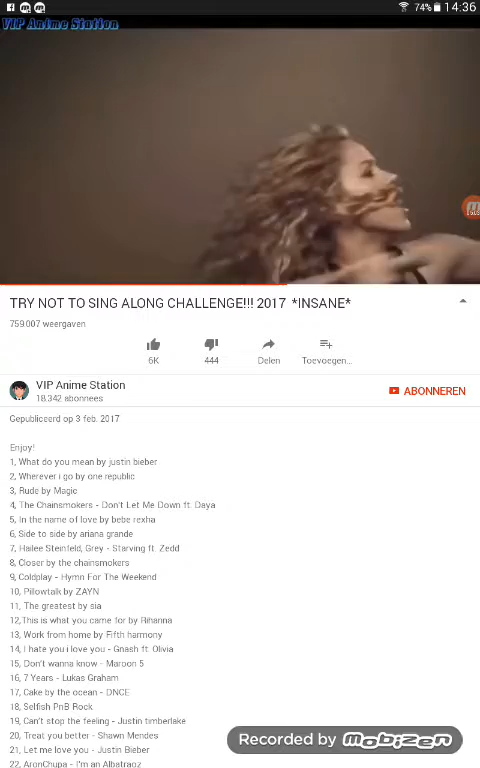 74% 14:36
VIP Anime Station
TRY NOT TO SING ALONG CHALLENGE!!! 2017 *INSANE*
759.007 weergaven
6K 444 Delen Toevoegen...
VIP Anime Station
18.342 abonnees
ABONNEREN
Gepubliceerd op 3 feb. 2017
Enjoy!
1, What do you mean by justin bieber
2, Wherever i go by one republic
3, Rude by Magic
4, The Chainsmokers - Don't Let Me Down ft. Daya
5, In the name of love by bebe rexha
6, Side to side by ariana grande
7, Hailee Steinfeld, Grey - Starving ft. Zedd
8, Closer by the chainsmokers
9, Coldplay - Hymn For The Weekend
10, Pillowtalk by ZAYN
11, The greatest by sia
12,This is what you came for by Rihanna
13, Work from home by Fifth harmony
14, I hate you i love you - Gnash ft. Olivia
15, Don't wanna know - Maroon 5
16, 7 Years - Lukas Graham
17, Cake by the ocean - DNCE
18, Selfish PnB Rock
19, Can't stop the feeling - Justin timberlake
20, Treat you better - Shawn Mendes
21, Let me love you - Justin Bieber
22, AronChupa - I'm an Albatraoz
Recorded by MOBIZEN